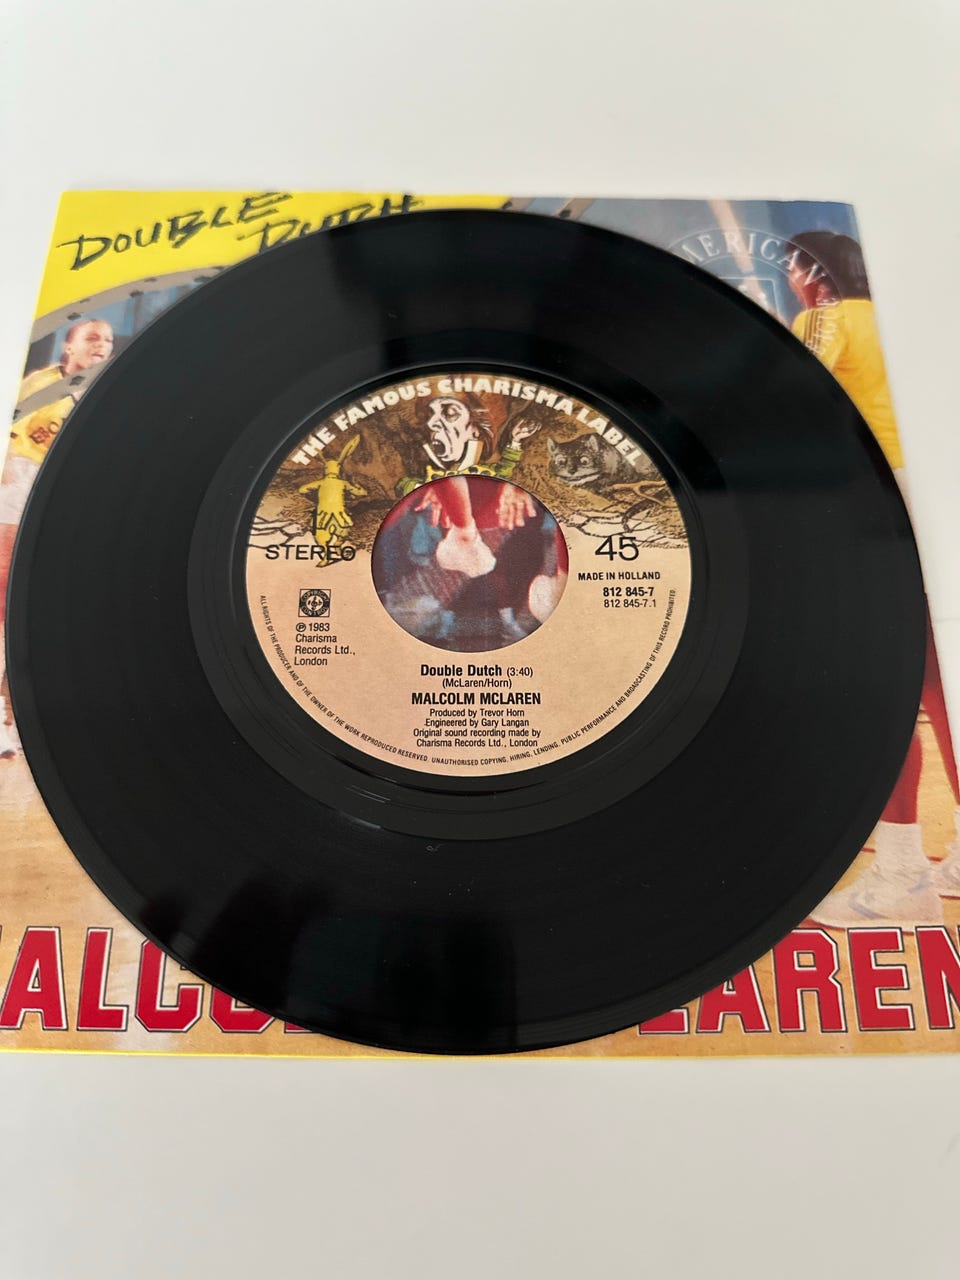 DOUBLE
DUTCH
AMERICAN
THE FAMOUS CHARISMA LABEL
1
STEREO
45
MADE IN HOLLAND
812 845-7
812 845-7.1
℗ 1983
Charisma
Records Ltd.,
London
Double Dutch (3:40)
(McLaren/Horn)
MALCOLM MCLAREN
Produced by Trevor Horn
Engineered by Gary Langan
Original sound recording made by
Charisma Records Ltd., London
ALL RIGHTS OF THE PRODUCER AND OF THE OWNER OF THE WORK REPRODUCED RESERVED. UNAUTHORISED COPYING, HIRING, LENDING, PUBLIC PERFORMANCE AND BROADCASTING OF THIS RECORD PROHIBITED.
ALCO LAREN